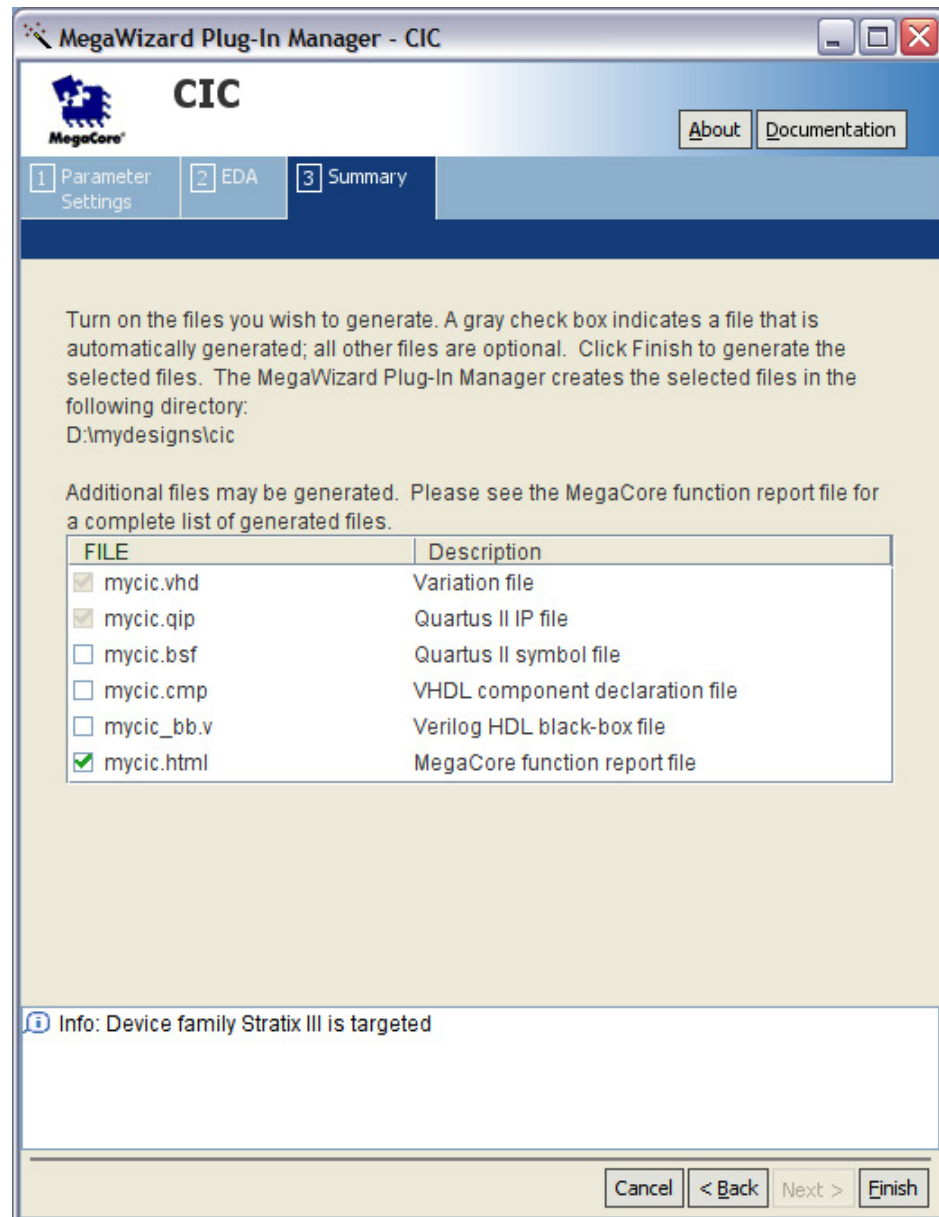 MegaWizard Plug-In Manager - CIC
CIC
MegaCore®
About Documentation
1 Parameter Settings
2 EDA
3 Summary
Turn on the files you wish to generate. A gray check box indicates a file that is
automatically generated; all other files are optional. Click Finish to generate the
selected files. The MegaWizard Plug-In Manager creates the selected files in the
following directory:
D:\mydesigns\cic
Additional files may be generated. Please see the MegaCore function report file for
a complete list of generated files.
FILE Description
mycic.vhd Variation file
mycic.qip Quartus II IP file
mycic.bsf Quartus II symbol file
mycic.cmp VHDL component declaration file
mycic_bb.v Verilog HDL black-box file
mycic.html MegaCore function report file
Info: Device family Stratix III is targeted
Cancel < Back Next > Finish